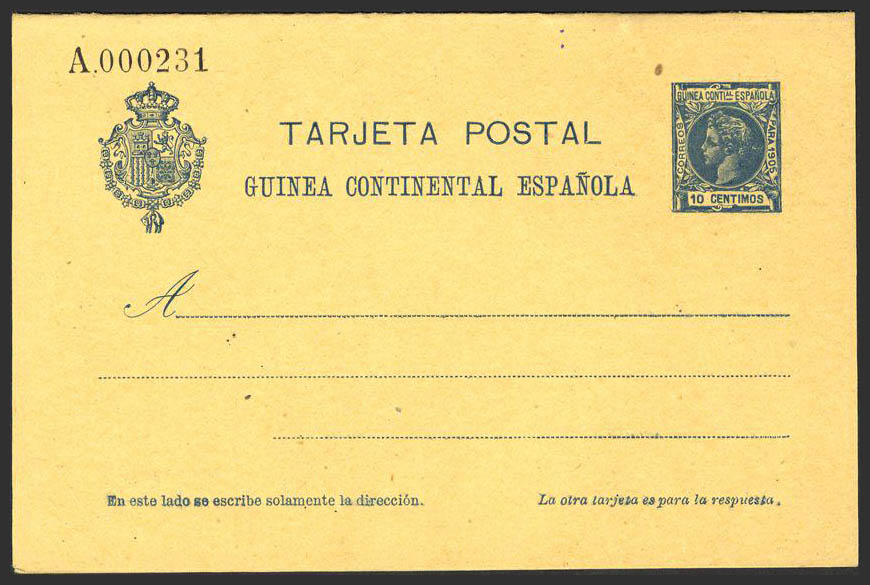 A.000231
TARJETA POSTAL
GUINEA CONTINENTAL ESPAÑOLA
GUINEA CONTIAL ESPAÑOLA
CORREOS
PARA 1905
10 CENTIMOS
A
En este lado se escribe solamente la dirección.
La otra tarjeta es para la respuesta.